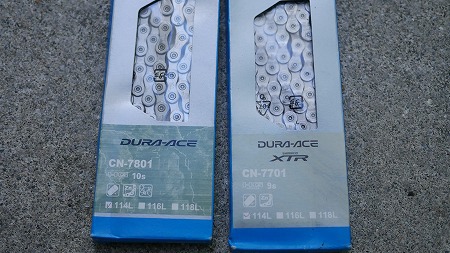 DURA-ACE
CN-7801
10s
114L 116L 118L
DURA-ACE
XTR
CN-7701
9s
114L 116L 118L